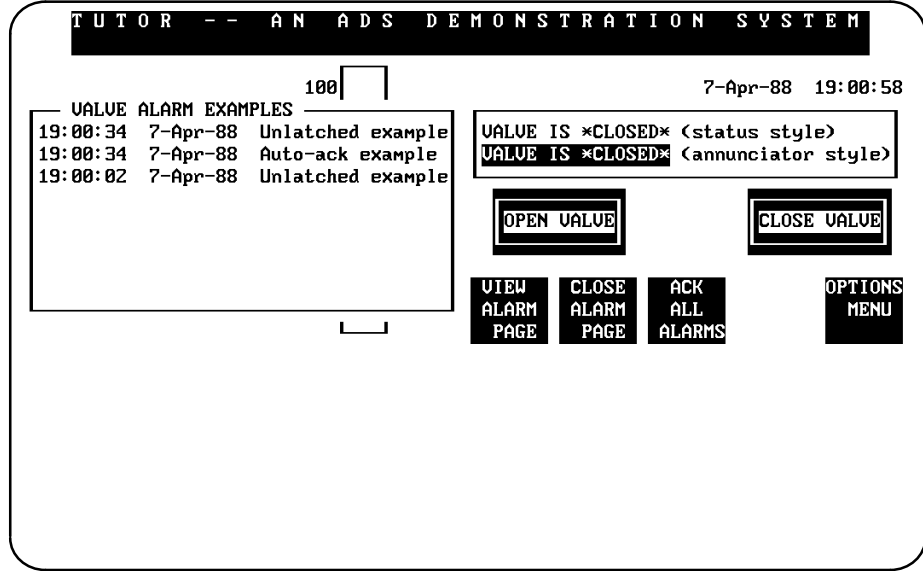 TUTOR -- AN ADS DEMONSTRATION SYSTEM
100
7-Apr-88 19:00:58
VALVE ALARM EXAMPLES
19:00:34 7-Apr-88 Unlatched example
19:00:34 7-Apr-88 Auto-ack example
19:00:02 7-Apr-88 Unlatched example
VALVE IS *CLOSED* (status style)
VALVE IS *CLOSED* (annunciator style)
OPEN VALVE
CLOSE VALVE
VIEW
ALARM
PAGE
CLOSE
ALARM
PAGE
ACK
ALL
ALARMS
OPTIONS
MENU